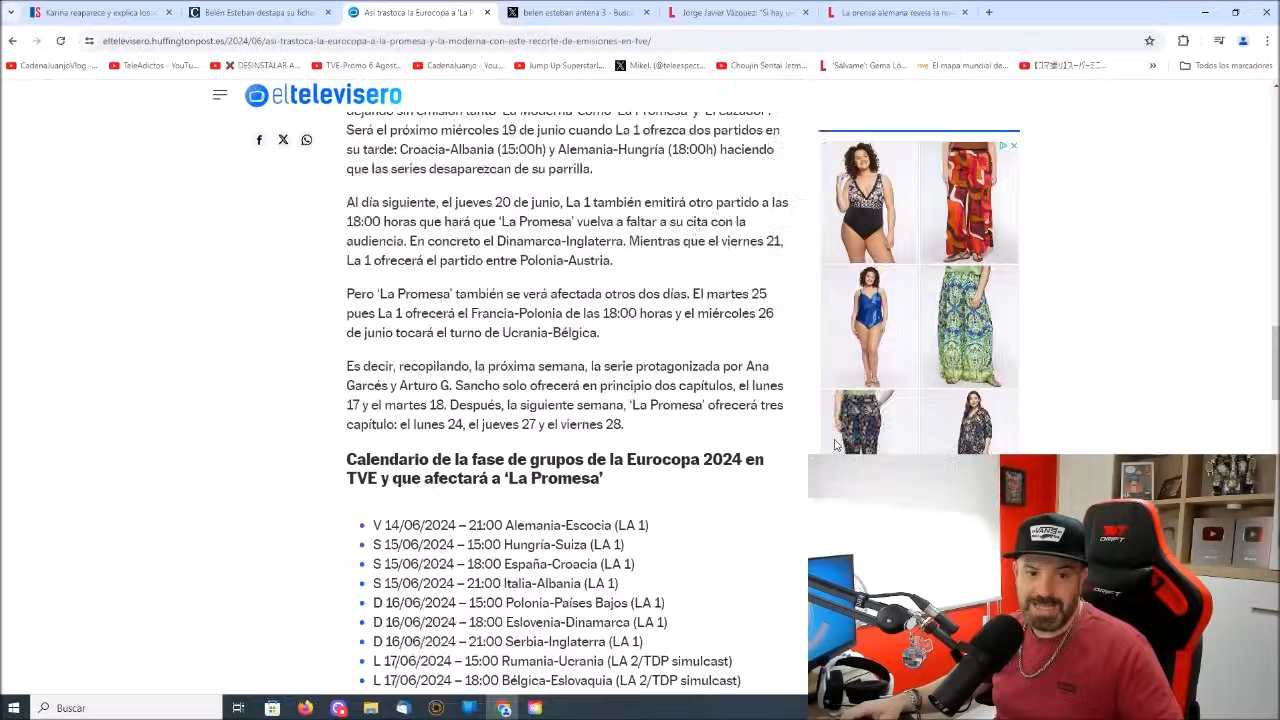 Karina reaparece y explica los
Belén Esteban destapa su ficha
Así trastoca la Eurocopa a 'La P
belen esteban antena 3 - Busc
Jorge Javier Vázquez: "Si hay u
La prensa alemana revela la no
eltelevisero.huffingtonpost.es/2024/06/asi-trastoca-la-eurocopa-a-la-promesa-y-la-moderna-con-este-recorte-de-emisiones-en-tve/
CadenaJuanjoVlog -...
TeleAdictos - YouTu...
DESINSTALAR A...
TVE-Promo 6 Agost...
CadenaJuanjo - You...
Jump Up Superstar!...
Mikel. (@teleespect...
Choujin Sentai Jetm...
'Sálvame': Gema Ló...
El mapa mundial de...
Todos los marcadores
eltelevisero
dejando sin emisión tanto 'La Moderna' como 'La Promesa' y 'El Cazador'.
Será el próximo miércoles 19 de junio cuando La 1 ofrezca dos partidos en
su tarde: Croacia-Albania (15:00h) y Alemania-Hungría (18:00h) haciendo
que las series desaparezcan de su parrilla.
Al día siguiente, el jueves 20 de junio, La 1 también emitirá otro partido a las
18:00 horas que hará que 'La Promesa' vuelva a faltar a su cita con la
audiencia. En concreto el Dinamarca-Inglaterra. Mientras que el viernes 21,
La 1 ofrecerá el partido entre Polonia-Austria.
Pero 'La Promesa' también se verá afectada otros dos días. El martes 25
pues La 1 ofrecerá el Francia-Polonia de las 18:00 horas y el miércoles 26
de junio tocará el turno de Ucrania-Bélgica.
Es decir, recopilando, la próxima semana, la serie protagonizada por Ana
Garcés y Arturo G. Sancho solo ofrecerá en principio dos capítulos, el lunes
17 y el martes 18. Después, la siguiente semana, 'La Promesa' ofrecerá tres
capítulo: el lunes 24, el jueves 27 y el viernes 28.
Calendario de la fase de grupos de la Eurocopa 2024 en
TVE y que afectará a 'La Promesa'
V 14/06/2024 – 21:00 Alemania-Escocia (LA 1)
S 15/06/2024 – 15:00 Hungría-Suiza (LA 1)
S 15/06/2024 – 18:00 España-Croacia (LA 1)
S 15/06/2024 – 21:00 Italia-Albania (LA 1)
D 16/06/2024 – 15:00 Polonia-Países Bajos (LA 1)
D 16/06/2024 – 18:00 Eslovenia-Dinamarca (LA 1)
D 16/06/2024 – 21:00 Serbia-Inglaterra (LA 1)
L 17/06/2024 – 15:00 Rumania-Ucrania (LA 2/TDP simulcast)
L 17/06/2024 – 18:00 Bélgica-Eslovaquia (LA 2/TDP simulcast)
VANS
DRIFT
DRIFT
Buscar